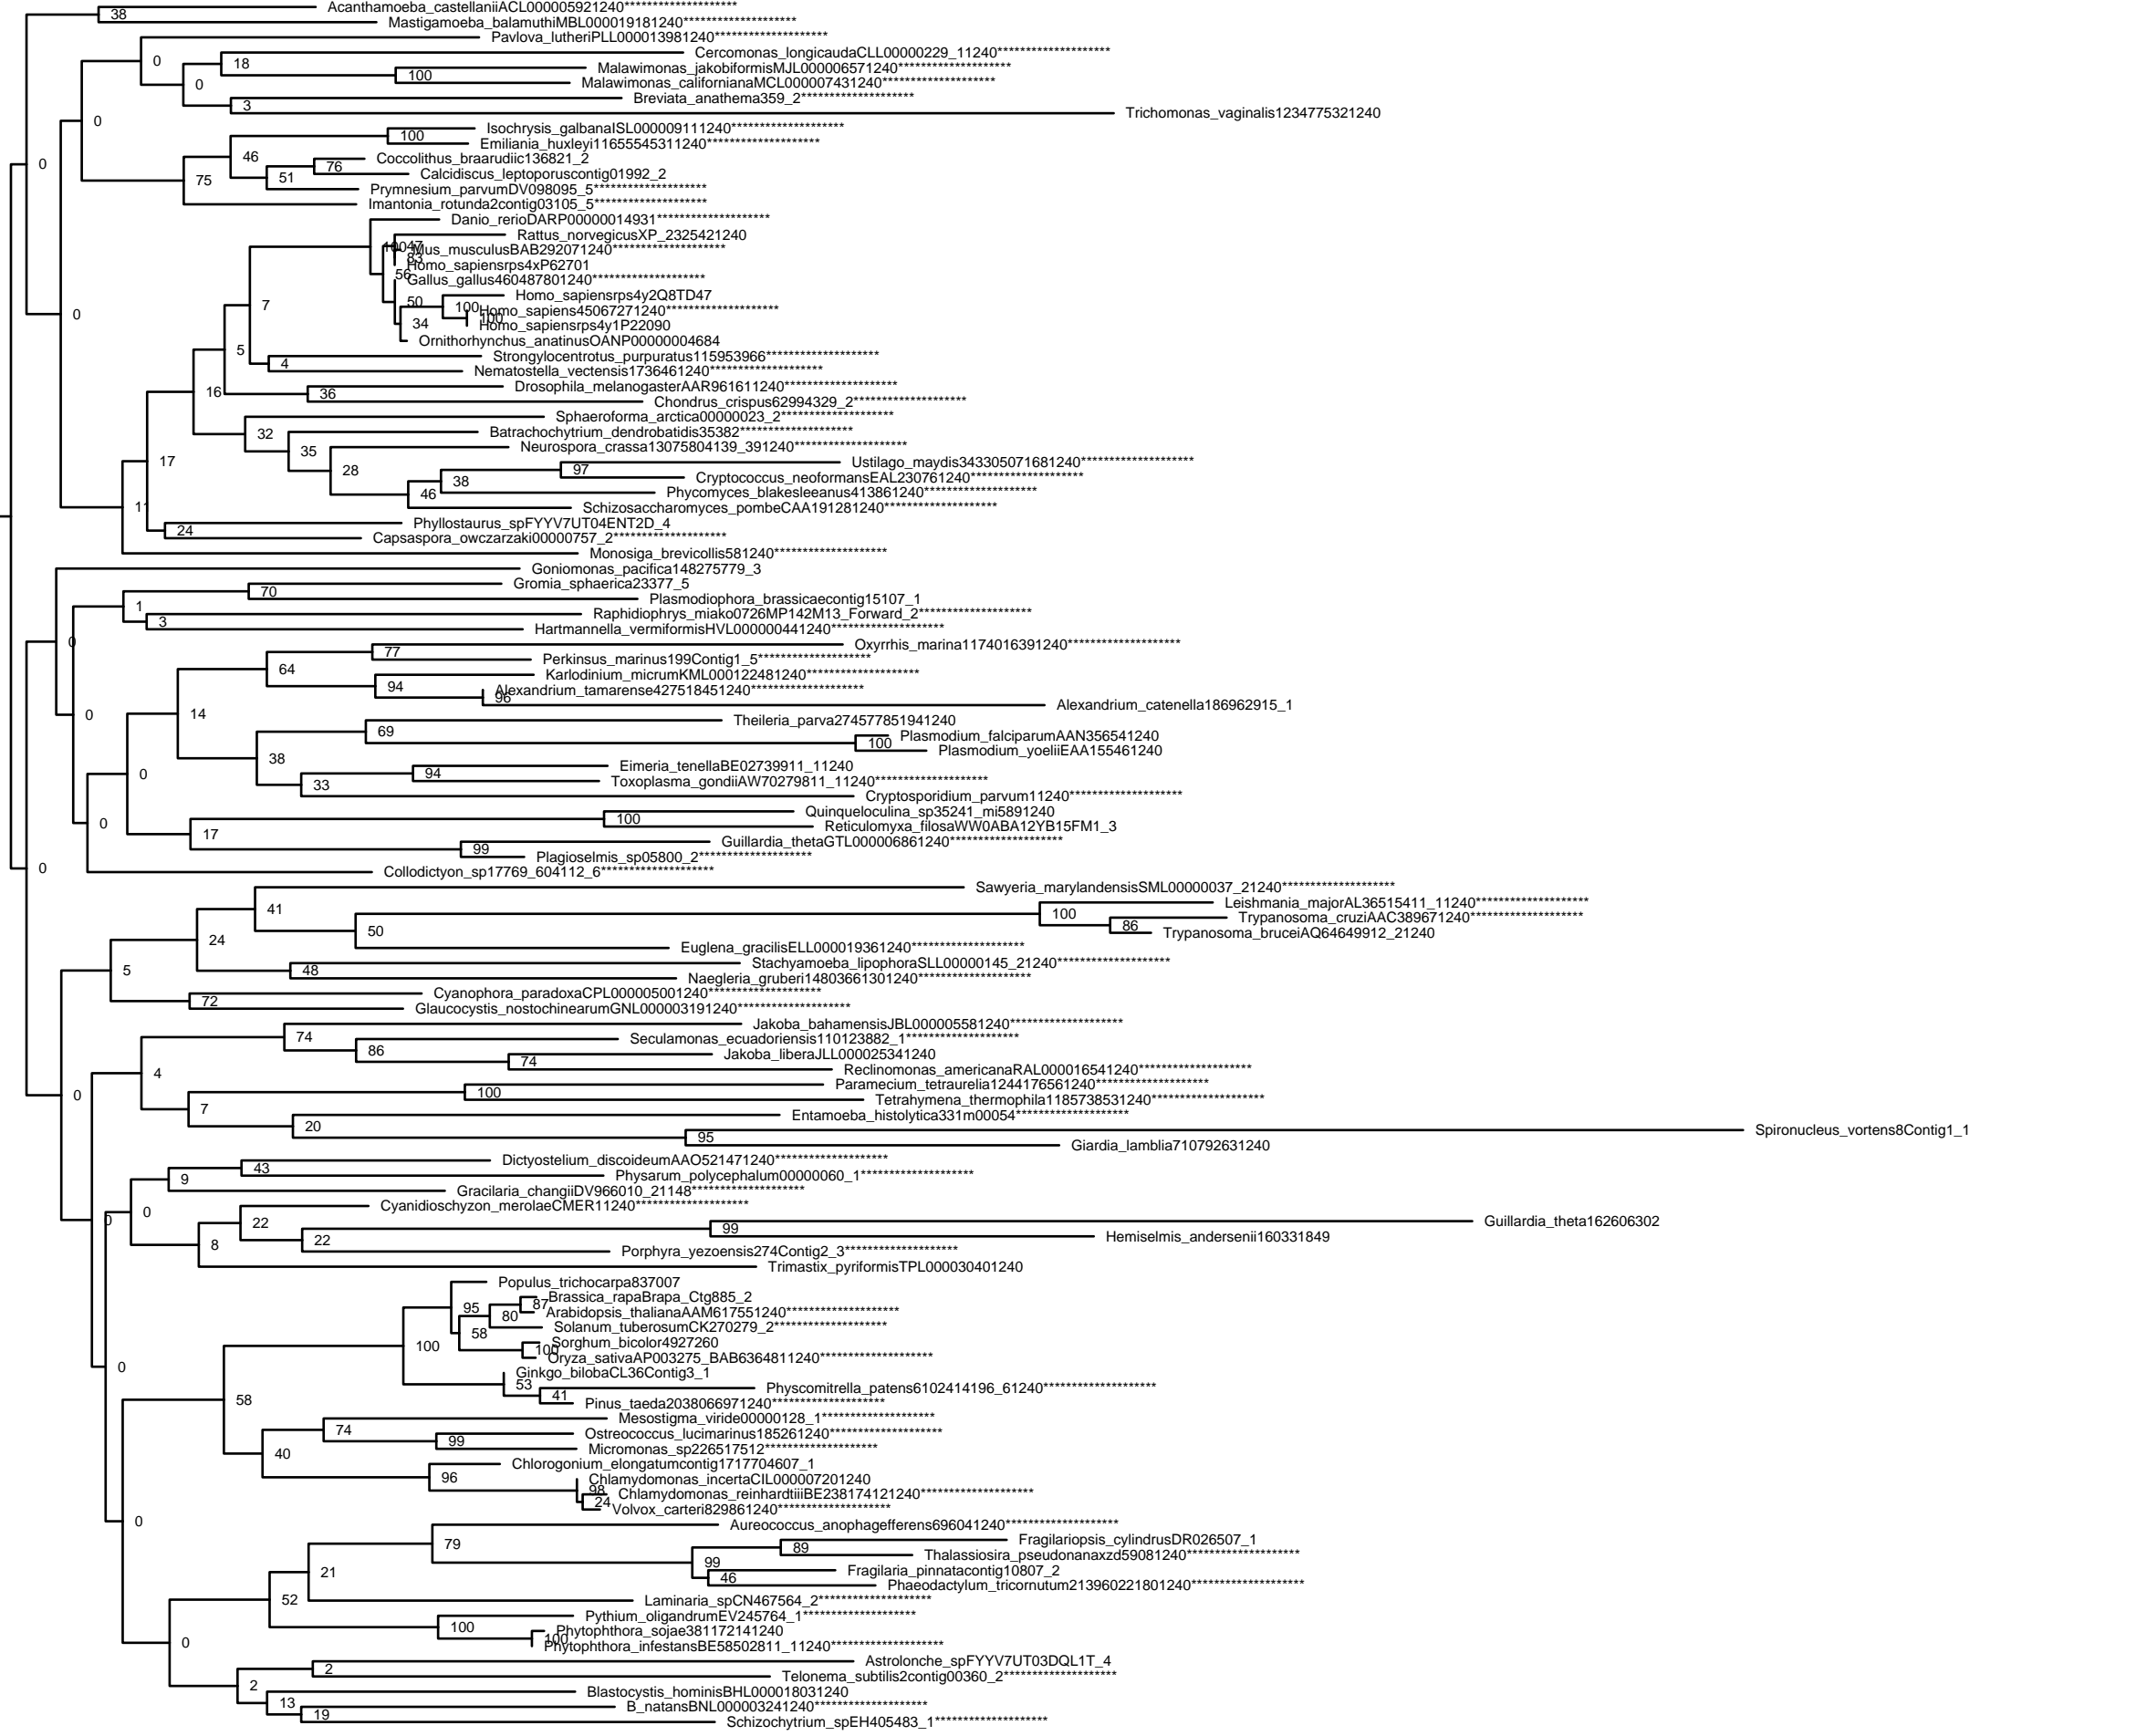 Acanthamoeba_castellaniiACL000005921240********************
38
Mastigamoeba_balamuthiMBL000019181240********************
Pavlova_lutheriPLL000013981240********************
Cercomonas_longicaudaCLL00000229_11240********************
0
18
Malawimonas_jakobiformisMJL000006571240********************
100
0
Malawimonas_californianaMCL000007431240********************
Breviata_anathema359_2********************
3
Trichomonas_vaginalis1234775321240
0
Isochrysis_galbanaISL000009111240********************
100
Emiliania_huxleyi11655545311240********************
46
Coccolithus_braarudiic136821_2
0
76
Calcidiscus_leptoporuscontig01992_2
75
51
Prymnesium_parvumDV098095_5********************
Imantonia_rotunda2contig03105_5********************
Danio_rerioDARP00000014931********************
Rattus_norvegicusXP_2325421240
10047
Mus_musculusBAB292071240********************
83
Homo_sapiensrps4xP62701
56
Gallus_gallus460487801240********************
Homo_sapiensrps4y2Q8TD47
50
7
100
Homo_sapiens45067271240********************
0
100
34
Homo_sapiensrps4y1P22090
Ornithorhynchus_anatinusOANP00000004684
5
Strongylocentrotus_purpuratus115953966********************
4
Nematostella_vectensis1736461240********************
Drosophila_melanogasterAAR961611240********************
16
36
Chondrus_crispus62994329_2********************
Sphaeroforma_arctica00000023_2********************
32
Batrachochytrium_dendrobatidis35382********************
35
Neurospora_crassa13075804139_391240********************
17
Ustilago_maydis343305071681240********************
28
97
Cryptococcus_neoformansEAL230761240********************
38
46
Phycomyces_blakesleeanus413861240********************
11
Schizosaccharomyces_pombeCAA191281240********************
Phyllostaurus_spFYYV7UT04ENT2D_4
24
Capsaspora_owczarzaki00000757_2********************
Monosiga_brevicollis581240********************
Goniomonas_pacifica148275779_3
Gromia_sphaerica23377_5
70
Plasmodiophora_brassicaecontig15107_1
1
Raphidiophrys_miako0726MP142M13_Forward_2********************
3
Hartmannella_vermiformisHVL000000441240********************
0
Oxyrrhis_marina1174016391240********************
77
Perkinsus_marinus199Contig1_5********************
64
Karlodinium_micrumKML000122481240********************
94
Alexandrium_tamarense427518451240********************
96
Alexandrium_catenella186962915_1
14
0
Theileria_parva274577851941240
69
Plasmodium_falciparumAAN356541240
100
Plasmodium_yoeliiEAA155461240
38
Eimeria_tenellaBE02739911_11240
0
94
Toxoplasma_gondiiAW70279811_11240********************
33
Cryptosporidium_parvum11240********************
Quinqueloculina_sp35241_mi5891240
100
0
Reticulomyxa_filosaWW0ABA12YB15FM1_3
17
Guillardia_thetaGTL000006861240********************
99
Plagioselmis_sp05800_2********************
0
Collodictyon_sp17769_604112_6********************
Sawyeria_marylandensisSML00000037_21240********************
Leishmania_majorAL36515411_11240********************
41
100
Trypanosoma_cruziAAC389671240********************
86
50
Trypanosoma_bruceiAQ64649912_21240
24
Euglena_gracilisELL000019361240********************
Stachyamoeba_lipophoraSLL00000145_21240********************
5
48
Naegleria_gruberi14803661301240********************
Cyanophora_paradoxaCPL000005001240********************
72
Glaucocystis_nostochinearumGNL000003191240********************
Jakoba_bahamensisJBL000005581240********************
74
Seculamonas_ecuadoriensis110123882_1********************
86
Jakoba_liberaJLL000025341240
74
Reclinomonas_americanaRAL000016541240********************
4
Paramecium_tetraurelia1244176561240********************
0
100
Tetrahymena_thermophila1185738531240********************
7
Entamoeba_histolytica331m00054********************
20
Spironucleus_vortens8Contig1_1
95
Giardia_lamblia710792631240
Dictyostelium_discoideumAAO521471240********************
43
Physarum_polycephalum00000060_1********************
9
Gracilaria_changiiDV966010_21148********************
Cyanidioschyzon_merolaeCMER11240********************
0
0
22
Guillardia_theta162606302
99
Hemiselmis_andersenii160331849
8
22
Porphyra_yezoensis274Contig2_3********************
Trimastix_pyriformisTPL000030401240
Populus_trichocarpa837007
Brassica_rapaBrapa_Ctg885_2
87
95
Arabidopsis_thalianaAAM617551240********************
80
Solanum_tuberosumCK270279_2********************
58
Sorghum_bicolor4927260
100
100
Oryza_sativaAP003275_BAB6364811240********************
0
Ginkgo_bilobaCL36Contig3_1
53
Physcomitrella_patens6102414196_61240********************
41
58
Pinus_taeda2038066971240********************
Mesostigma_viride00000128_1********************
74
Ostreococcus_lucimarinus185261240********************
99
Micromonas_sp226517512********************
40
Chlorogonium_elongatumcontig1717704607_1
96
Chlamydomonas_incertaCIL000007201240
98
Chlamydomonas_reinhardtiiiBE238174121240********************
24
Volvox_carteri829861240********************
0
Aureococcus_anophagefferens696041240********************
79
Fragilariopsis_cylindrusDR026507_1
89
Thalassiosira_pseudonanaxzd59081240********************
99
Fragilaria_pinnatacontig10807_2
21
46
Phaeodactylum_tricornutum213960221801240********************
52
Laminaria_spCN467564_2********************
Pythium_oligandrumEV245764_1********************
100
Phytophthora_sojae381172141240
100
0
Phytophthora_infestansBE58502811_11240********************
Astrolonche_spFYYV7UT03DQL1T_4
2
Telonema_subtilis2contig00360_2********************
2
Blastocystis_hominisBHL000018031240
13
B_natansBNL000003241240********************
19
Schizochytrium_spEH405483_1********************